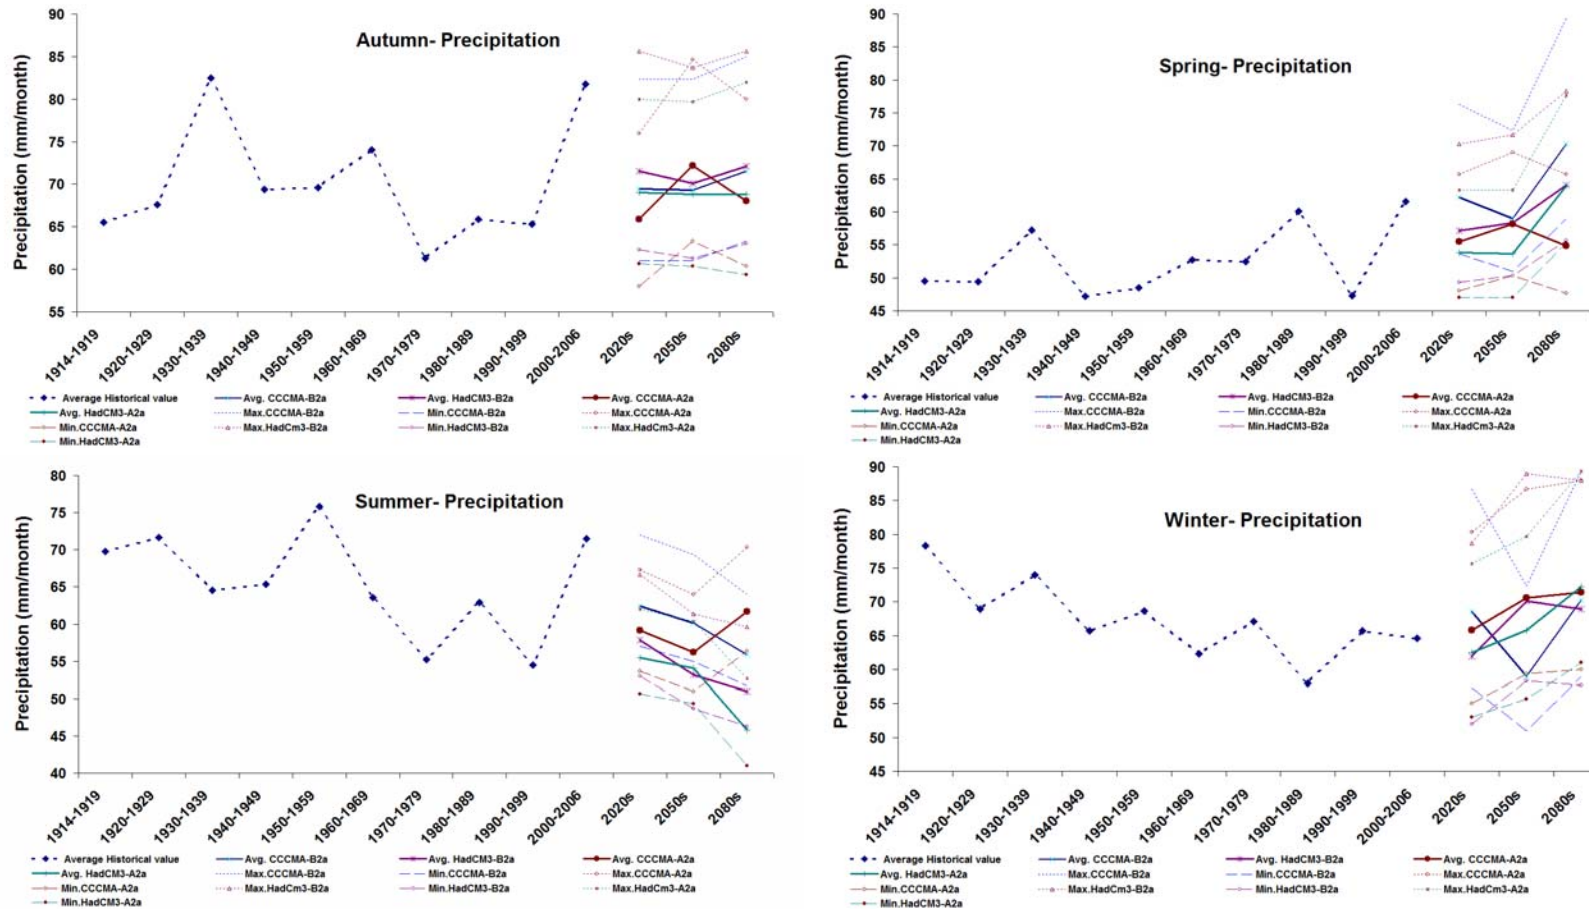 Autumn- Precipitation
Precipitation (mm/month)
90
85
80
75
70
65
60
55
1914-1919
1920-1929
1930-1939
1940-1949
1950-1959
1960-1969
1970-1979
1980-1989
1990-1999
2000-2006
2020s
2050s
2080s
Average Historical value Avg. CCCMA-B2a Avg. HadCM3-B2a Avg. CCCMA-A2a
Avg. HadCM3-A2a Max.CCCMA-B2a Min.CCCMA-B2a Max.CCCMA-A2a
Min.CCCMA-A2a Max.HadCm3-B2a Min.HadCM3-B2a Max.HadCm3-A2a
Min.HadCM3-A2a
Spring- Precipitation
Precipitation (mm/month)
90
85
80
75
70
65
60
55
50
45
1914-1919
1920-1929
1930-1939
1940-1949
1950-1959
1960-1969
1970-1979
1980-1989
1990-1999
2000-2006
2020s
2050s
2080s
Average Historical value Avg. CCCMA-B2a Avg. HadCM3-B2a Avg. CCCMA-A2a
Avg. HadCM3-A2a Max.CCCMA-B2a Min.CCCMA-B2a Max.CCCMA-A2a
Min.CCCMA-A2a Max.HadCm3-B2a Min.HadCM3-B2a Max.HadCm3-A2a
Min.HadCM3-A2a
Summer- Precipitation
Precipitation (mm/month)
80
75
70
65
60
55
50
45
40
1914-1919
1920-1929
1930-1939
1940-1949
1950-1959
1960-1969
1970-1979
1980-1989
1990-1999
2000-2006
2020s
2050s
2080s
Average Historical value Avg. CCCMA-B2a Avg. HadCM3-B2a Avg. CCCMA-A2a
Avg. HadCM3-A2a Max.CCCMA-B2a Min.CCCMA-B2a Max.CCCMA-A2a
Min.CCCMA-A2a Max.HadCm3-B2a Min.HadCM3-B2a Max.HadCm3-A2a
Min.HadCM3-A2a
Winter- Precipitation
Precipitation (mm/month)
90
85
80
75
70
65
60
55
50
45
1914-1919
1920-1929
1930-1939
1940-1949
1950-1959
1960-1969
1970-1979
1980-1989
1990-1999
2000-2006
2020s
2050s
2080s
Average Historical value Avg. CCCMA-B2a Avg. HadCM3-B2a Avg. CCCMA-A2a
Avg. HadCM3-A2a Max.CCCMA-B2a Min.CCCMA-B2a Max.CCCMA-A2a
Min.CCCMA-A2a Max.HadCm3-B2a Min.HadCM3-B2a Max.HadCm3-A2a
Min.HadCM3-A2a